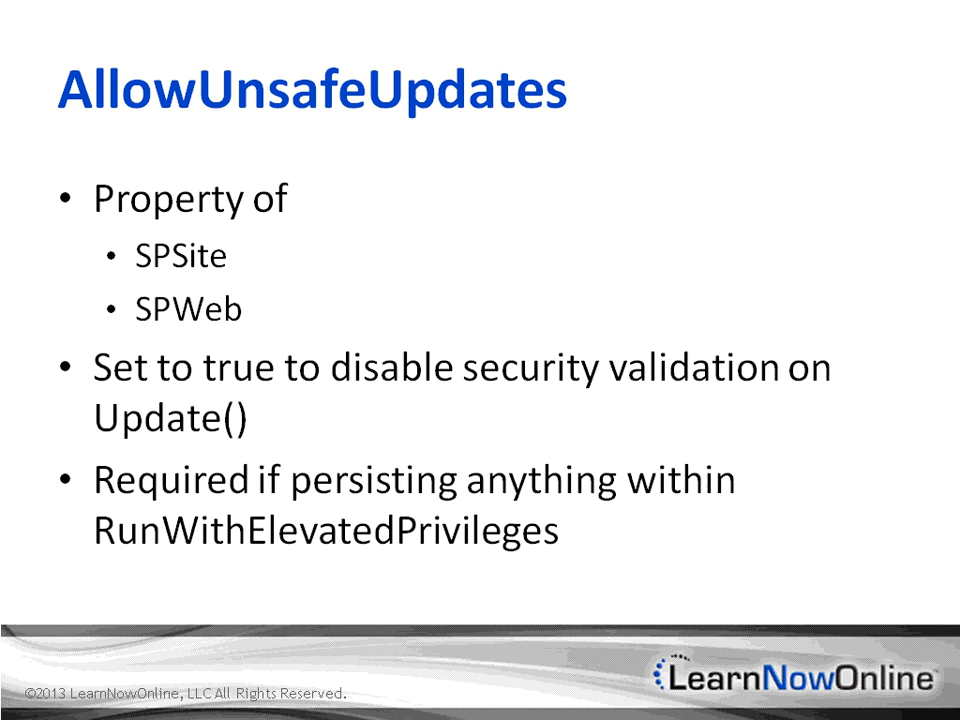 AllowUnsafeUpdates
• Property of
• SPSite
• SPWeb
• Set to true to disable security validation on
Update()
• Required if persisting anything within
RunWithElevatedPrivileges
©2013 LearnNowOnline, LLC All Rights Reserved.
LearnNowOnline